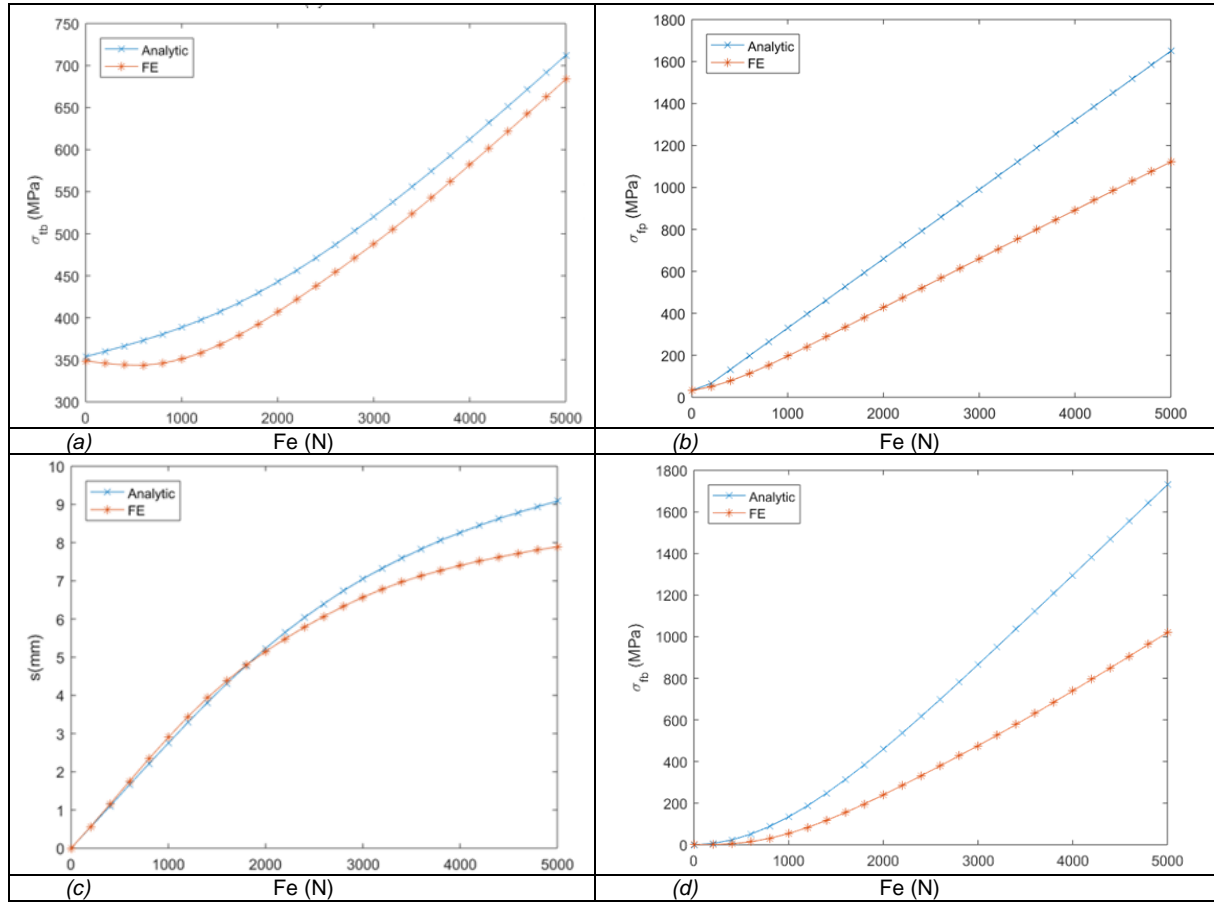 750
700
650
600
550
500
450
400
350
300
σtb (MPa)
Analytic
FE
0 1000 2000 3000 4000 5000
(a) Fe (N)
1800
1600
1400
1200
1000
800
600
400
200
0
σfp (MPa)
Analytic
FE
0 1000 2000 3000 4000 5000
(b) Fe (N)
10
9
8
7
6
5
4
3
2
1
0
s(mm)
Analytic
FE
0 1000 2000 3000 4000 5000
(c) Fe (N)
1800
1600
1400
1200
1000
800
600
400
200
0
σfb (MPa)
Analytic
FE
0 1000 2000 3000 4000 5000
(d) Fe (N)